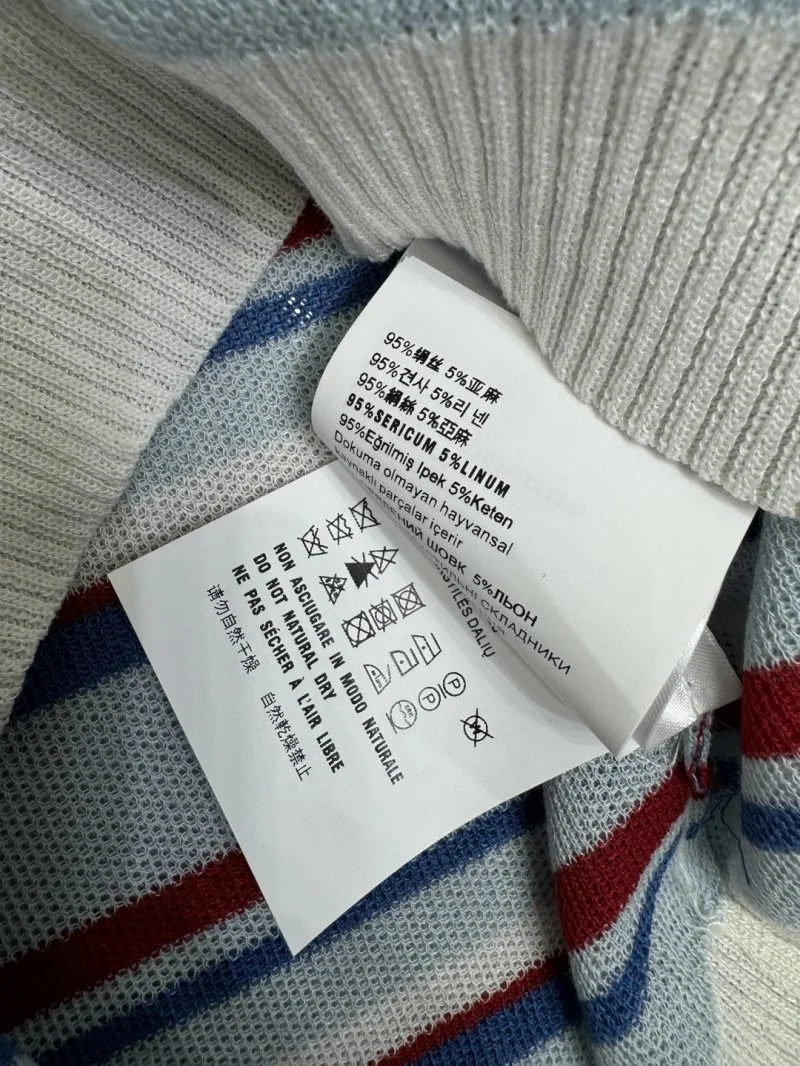 95%绢丝 5%亚麻
95%견사 5%리넨
95%絹絲 5%亞麻
95%SERICUM 5%LINUM
95%Eğrilmiş İpek 5%Keten
Dokuma olmayan hayvansal
kaynaklı parçalar içerir
ШОВК 5%ЛЬОН
СКЛАДНИКИ
DALIŲ
NON ASCIUGARE IN MODO NATURALE
DO NOT NATURAL DRY
NE PAS SÉCHER À L'AIR LIBRE
请勿自然干燥 自然乾燥禁止